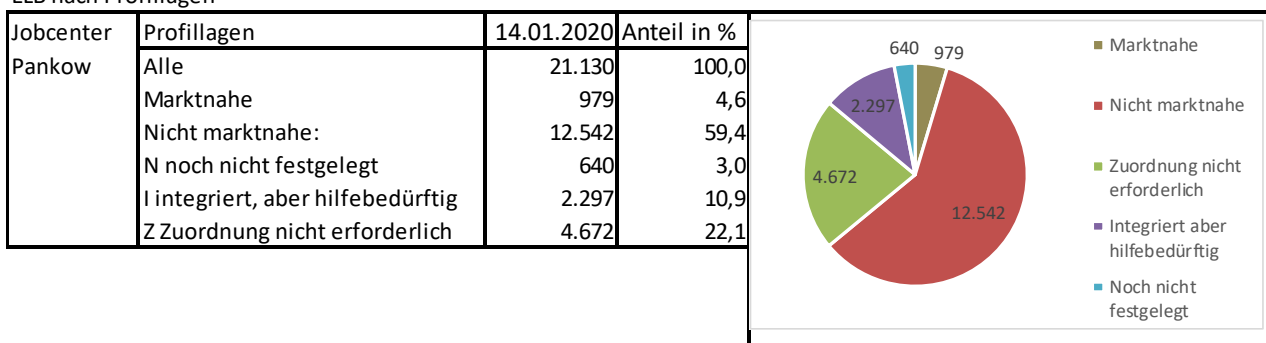 Jobcenter Profillagen 14.01.2020 Anteil in %
Pankow Alle 21.130 100,0
Marktnahe 979 4,6
Nicht marktnahe: 12.542 59,4
N noch nicht festgelegt 640 3,0
I integriert, aber hilfebedürftig 2.297 10,9
Z Zuordnung nicht erforderlich 4.672 22,1
640 979
2.297
4.672
12.542
Marktnahe
Nicht marktnahe
Zuordnung nicht
erforderlich
Integriert aber
hilfebedürftig
Noch nicht
festgelegt